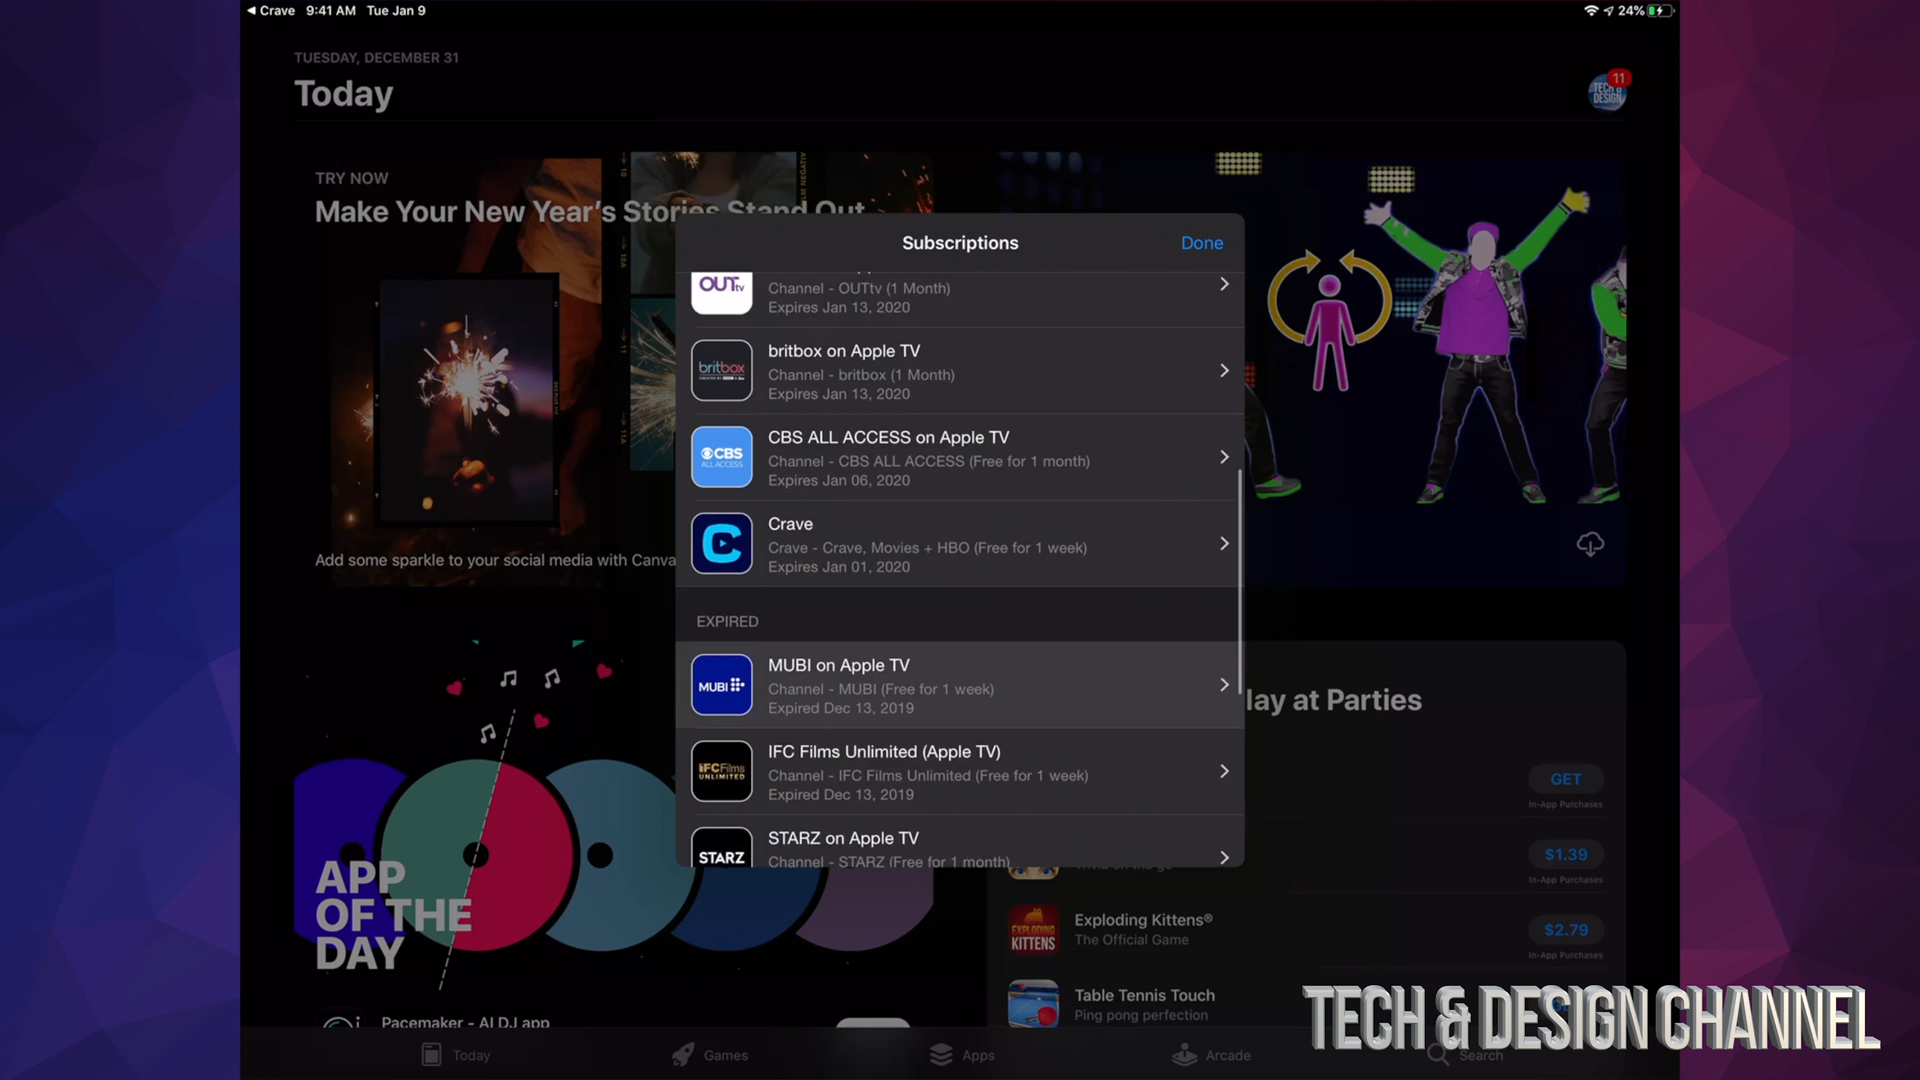 ◀ Crave 9:41 AM Tue Jan 9
24%
TUESDAY, DECEMBER 31
Today
11
TECH &
DESIGN
TRY NOW
Make Your New Year's Stories Stand Out
Subscriptions
Done
OUTtv
Channel - OUTtv (1 Month)
Expires Jan 13, 2020
britbox
britbox on Apple TV
Channel - britbox (1 Month)
Expires Jan 13, 2020
CBS
ALL ACCESS
CBS ALL ACCESS on Apple TV
Channel - CBS ALL ACCESS (Free for 1 month)
Expires Jan 06, 2020
C
Crave
Crave - Crave, Movies + HBO (Free for 1 week)
Expires Jan 01, 2020
Add some sparkle to your social media with Canva
EXPIRED
MUBI
MUBI on Apple TV
Channel - MUBI (Free for 1 week)
Expired Dec 13, 2019
IFC Films
UNLIMITED
IFC Films Unlimited (Apple TV)
Channel - IFC Films Unlimited (Free for 1 week)
Expired Dec 13, 2019
STARZ
STARZ on Apple TV
Channel - STARZ (Free for 1 month)
lay at Parties
GET
In-App Purchases
$1.39
In-App Purchases
APP
OF THE
DAY
EXPLODING
KITTENS
Exploding Kittens®
The Official Game
$2.79
In-App Purchases
Table Tennis Touch
Ping pong perfection
Pacemaker - AI DJ app
TECH & DESIGN CHANNEL
Today
Games
Apps
Arcade
Search